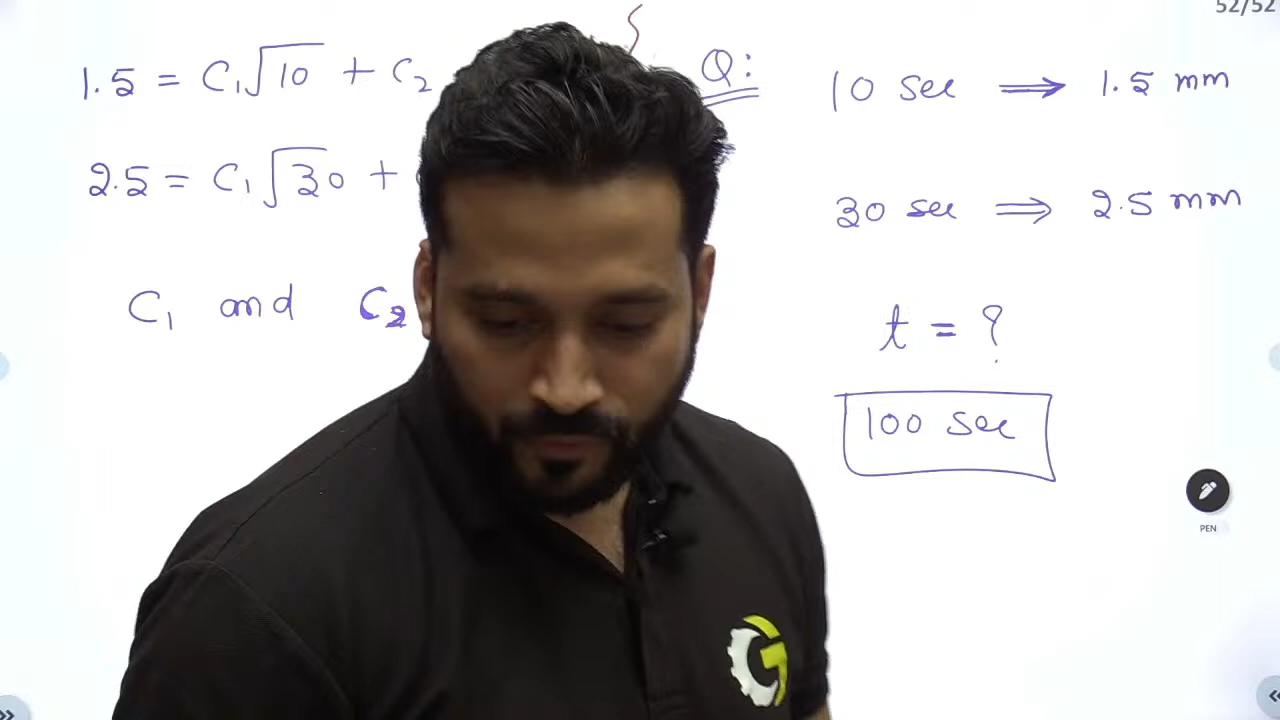 52/52
1.5 = C₁√10 + C₂
2.5 = C₁√30 +
C₁ and C₂
Q:
10 sec ⟹ 1.5 mm
30 sec ⟹ 2.5 mm
t = ?
100 sec
PEN